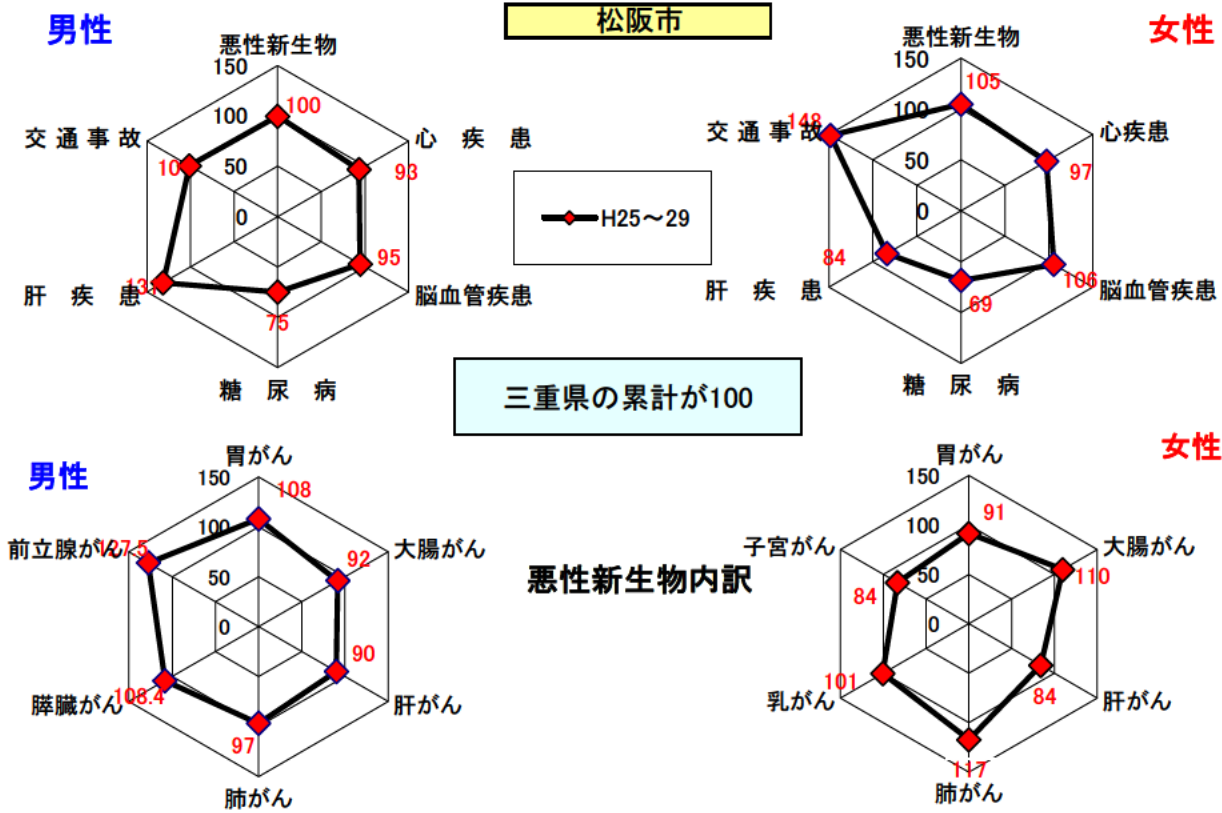 松阪市
男性
悪性新生物
150
100
50
0
100
心 疾 患
93
95
脳血管疾患
75
糖 尿 病
肝 疾 患
交 通 事 故
H25～29
女性
悪性新生物
150
100
50
0
105
心疾患
97
106
脳血管疾患
69
糖 尿 病
84
肝 疾 患
148
交 通 事 故
三重県の累計が100
男性
胃がん
150
100
50
0
108
92
大腸がん
90
肝がん
97
肺がん
108.4
膵臓がん
127.5
前立腺がん
悪性新生物内訳
女性
胃がん
150
100
50
0
91
大腸がん
110
84
肝がん
117
肺がん
101
乳がん
84
子宮がん